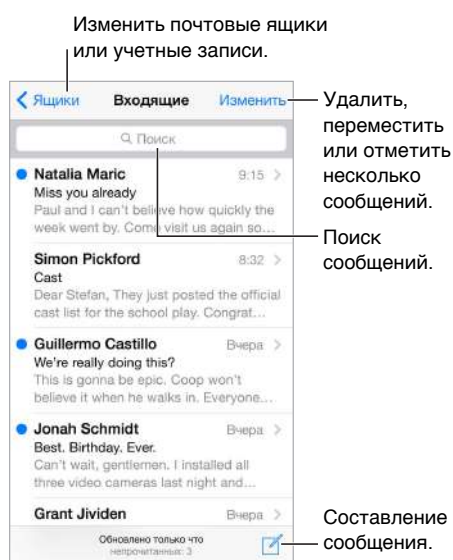 Изменить почтовые ящики
или учетные записи.
Ящики Входящие Изменить
Поиск
Natalia Maric 9:15
Miss you already
Paul and I can't believe how quickly the
week went by. Come visit us again so...
Simon Pickford 8:32
Cast
Dear Stefan, They just posted the official
cast list for the school play. Congrat...
Guillermo Castillo Вчера
We're really doing this?
This is gonna be epic. Coop won't
believe it when he walks in. Everyone...
Jonah Schmidt Вчера
Best. Birthday. Ever.
Can't wait, gentlemen. I installed all
three video cameras last night and...
Grant Jividen Вчера
Обновлено только что
непрочитанных: 3
Удалить,
переместить
или отметить
несколько
сообщений.
Поиск
сообщений.
Составление
сообщения.